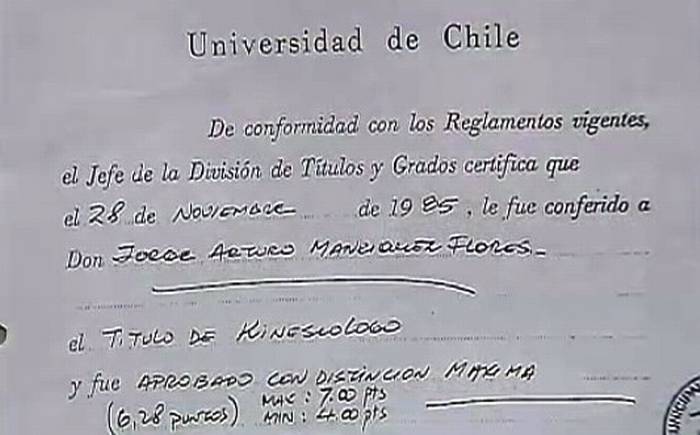 Universidad de Chile
De conformidad con los Reglamentos vigentes,
el Jefe de la División de Títulos y Grados certifica que
el 28 de Noviembre de 1985, le fue conferido a
Don Jorge Arturo Manríquez Flores.-
el TíTULO DE KINESIOLOGO
y fue APROBADO CON DISTINCION MAXIMA
(6,28 puntos) MAX : 7.00 pts
MIN : 4.00 pts